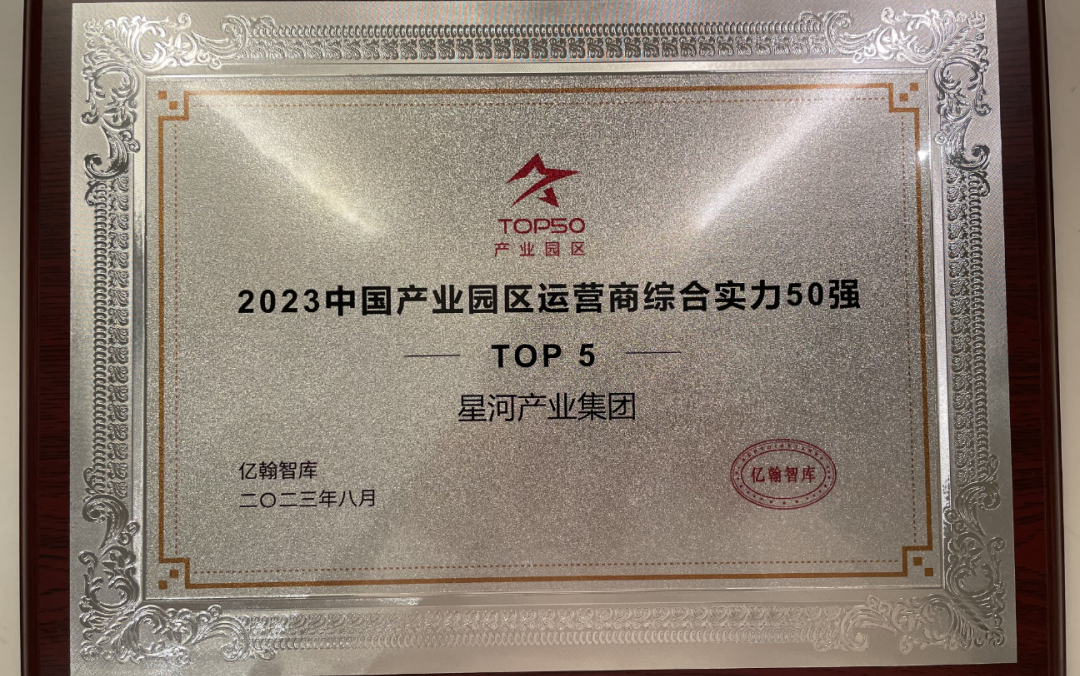 TOP50
产业园区
2023中国产业园区运营商综合实力50强
TOP 5
星河产业集团
亿翰智库
二〇二三年八月
亿翰智库